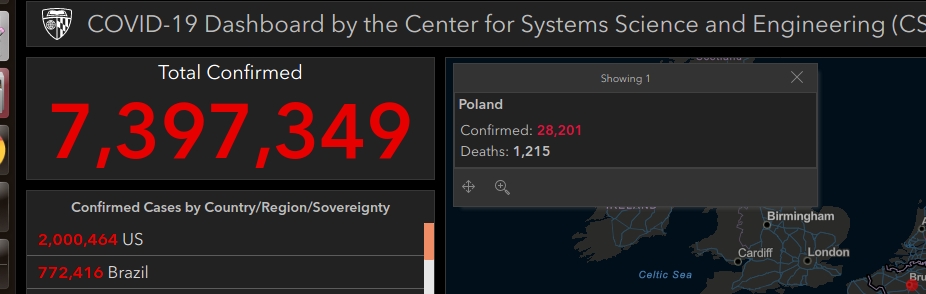 COVID-19 Dashboard by the Center for Systems Science and Engineering (CS
Total Confirmed
7,397,349
Confirmed Cases by Country/Region/Sovereignty
2,000,464 US
772,416 Brazil
Showing 1
Poland
Confirmed: 28,201
Deaths: 1,215
Birmingham
Cardiff
London
Celtic Sea
Bru